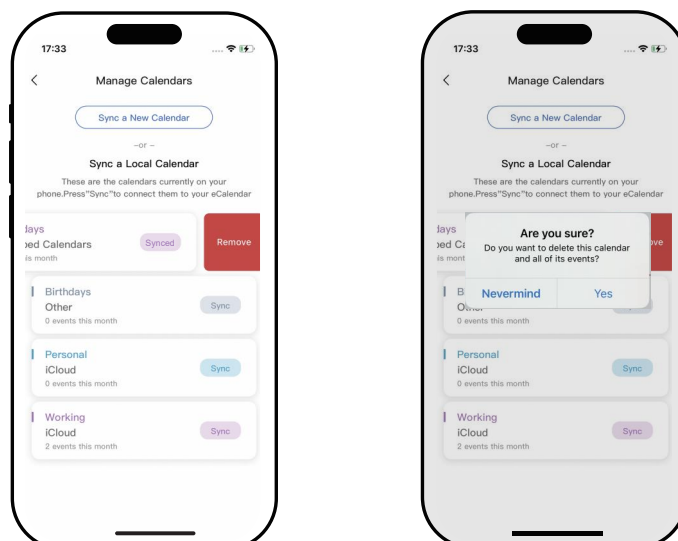 17:33
Manage Calendars
Sync a New Calendar
–or –
Sync a Local Calendar
These are the calendars currently on your
phone.Press"Sync"to connect them to your eCalendar
days
bed Calendars
is month
Synced
Remove
Birthdays
Other
0 events this month
Sync
Personal
iCloud
0 events this month
Sync
Working
iCloud
2 events this month
Sync
17:33
Manage Calendars
Sync a New Calendar
–or –
Sync a Local Calendar
These are the calendars currently on your
phone.Press"Sync"to connect them to your eCalendar
Are you sure?
Do you want to delete this calendar
and all of its events?
Nevermind
Yes
0 events this month
Personal
iCloud
0 events this month
Sync
Working
iCloud
2 events this month
Sync